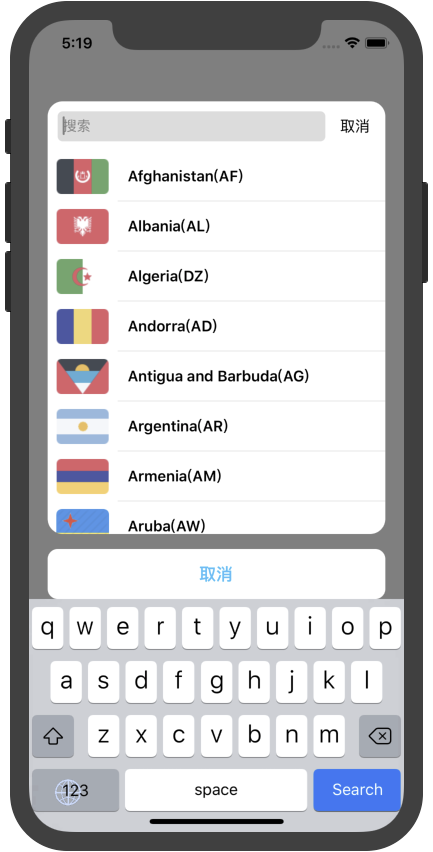 5:19
搜索 取消
Afghanistan(AF)
Albania(AL)
Algeria(DZ)
Andorra(AD)
Antigua and Barbuda(AG)
Argentina(AR)
Armenia(AM)
Aruba(AW)
取消
q w e r t y u i o p
a s d f g h j k l
z x c v b n m
123 space Search